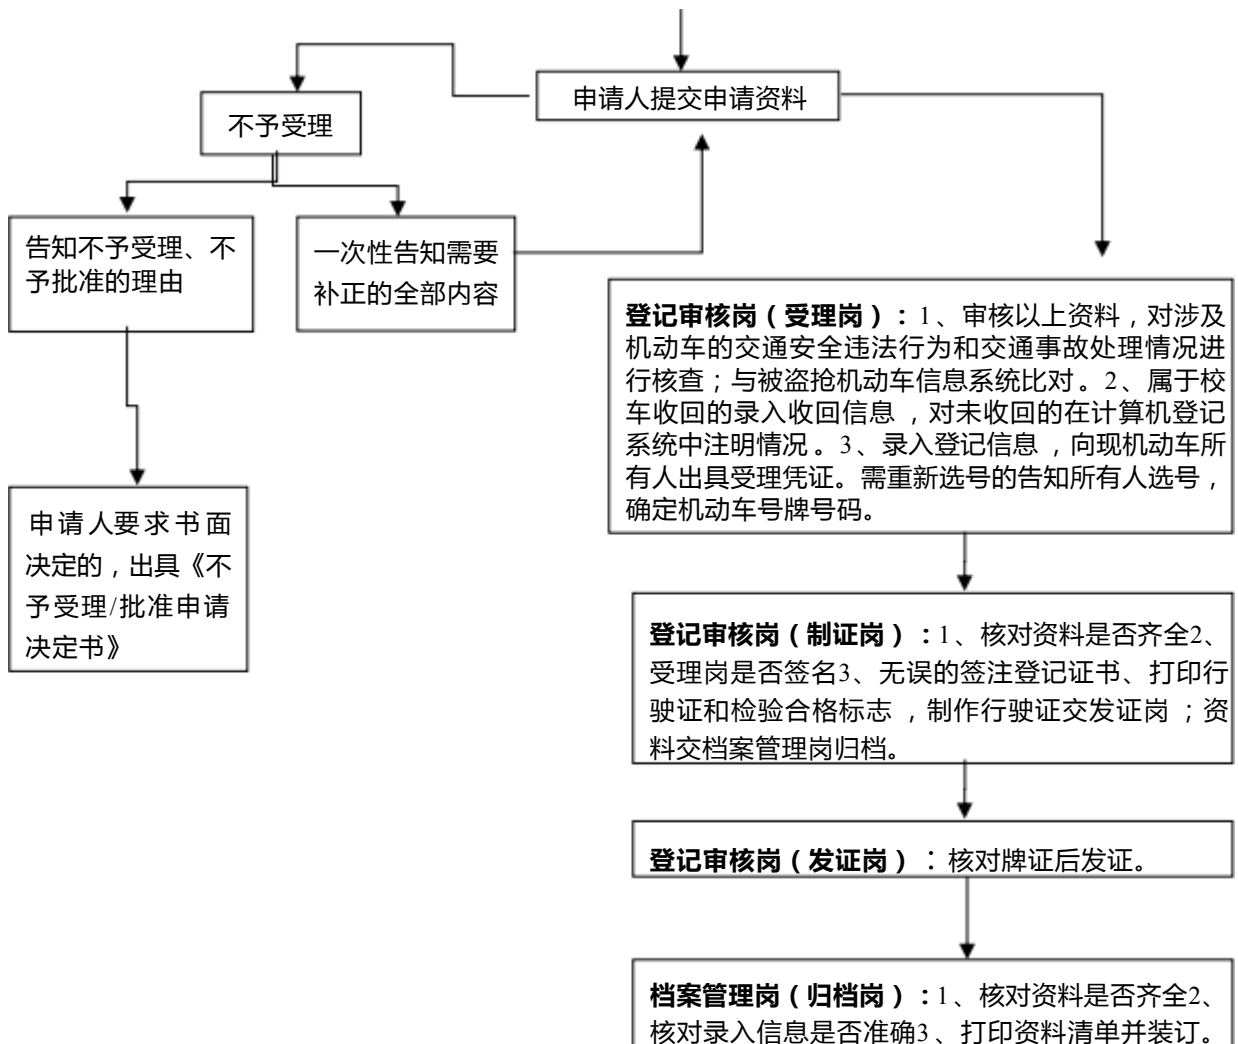 申请人提交申请资料
不予受理
告知不予受理、不
予批准的理由
一次性告知需要
补正的全部内容
申请人要求书面
决定的，出具《不
予受理/批准申请
决定书》
登记审核岗（受理岗）：1、审核以上资料，对涉及
机动车的交通安全违法行为和交通事故处理情况进
行核查；与被盗抢机动车信息系统比对。2、属于校
车收回的录入收回信息，对未收回的在计算机登记
系统中注明情况。3、录入登记信息，向现机动车所
有人出具受理凭证。需重新选号的告知所有人选号，
确定机动车号牌号码。
登记审核岗（制证岗）：1、核对资料是否齐全2、
受理岗是否签名3、无误的签注登记证书、打印行
驶证和检验合格标志，制作行驶证交发证岗；资
料交档案管理岗归档。
登记审核岗（发证岗）：核对牌证后发证。
档案管理岗（归档岗）：1、核对资料是否齐全2、
核对录入信息是否准确3、打印资料清单并装订。